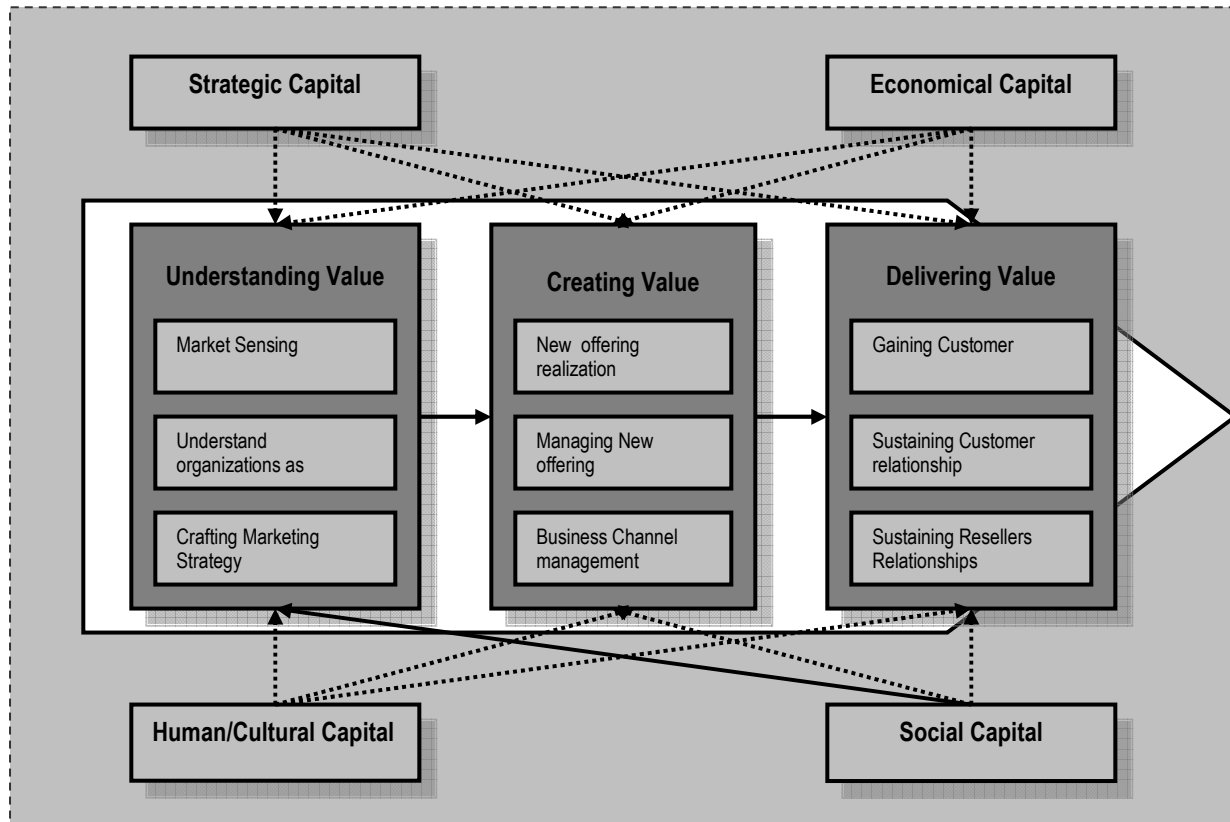 Strategic Capital
Economical Capital
Understanding Value
Market Sensing
Understand
organizations as
Crafting Marketing
Strategy
Creating Value
New offering
realization
Managing New
offering
Business Channel
management
Delivering Value
Gaining Customer
Sustaining Customer
relationship
Sustaining Resellers
Relationships
Human/Cultural Capital
Social Capital